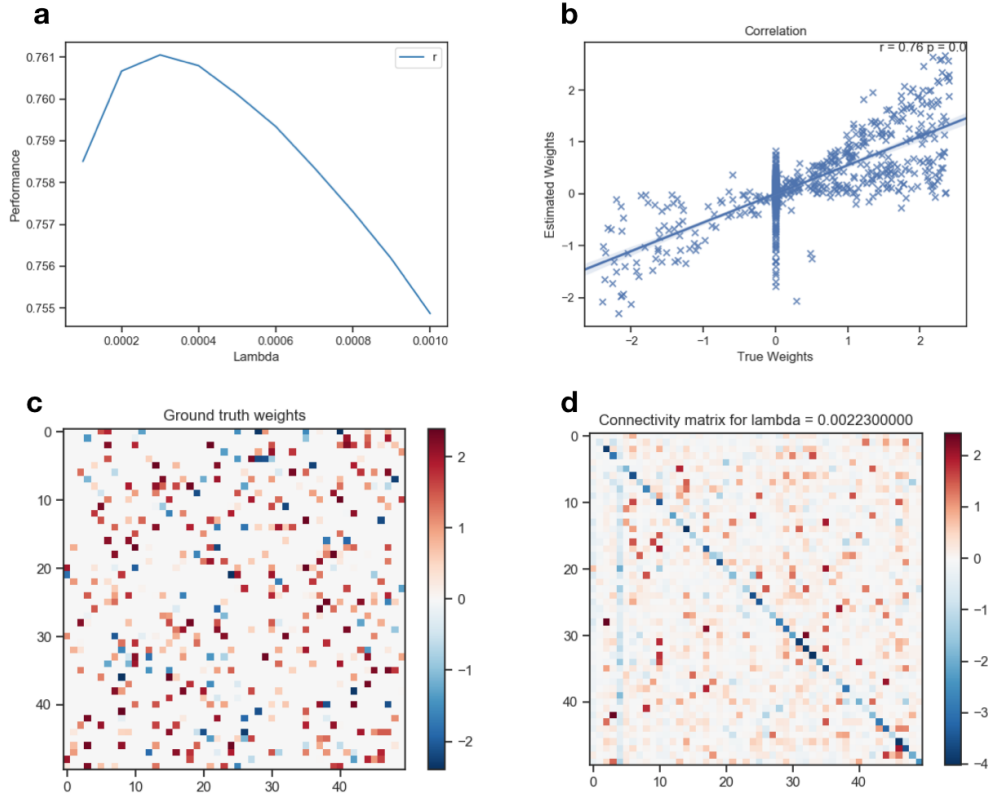 a
0.761
0.760
0.759
0.758
0.757
0.756
0.755
Performance
r
0.0002 0.0004 0.0006 0.0008 0.0010
Lambda
b
Correlation
r = 0.76 p = 0.0
2
1
0
−1
−2
Estimated Weights
−2 −1 0 1 2
True Weights
c
Ground truth weights
0
10
20
30
40
0 10 20 30 40
2
1
0
−1
−2
d
Connectivity matrix for lambda = 0.0022300000
0
10
20
30
40
0 10 20 30 40
2
1
0
−1
−2
−3
−4